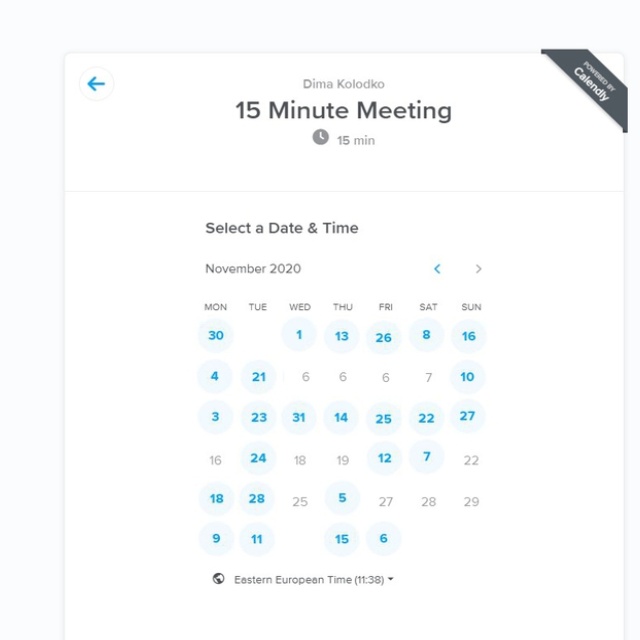 POWERED BY
Calendly
Dima Kolodko
15 Minute Meeting
15 min
Select a Date & Time
November 2020
MON TUE WED THU FRI SAT SUN
30 1 13 26 8 16
4 21 6 6 6 7 10
3 23 31 14 25 22 27
16 24 18 19 12 7 22
18 28 25 5 27 28 29
9 11 15 6
Eastern European Time (11:38)